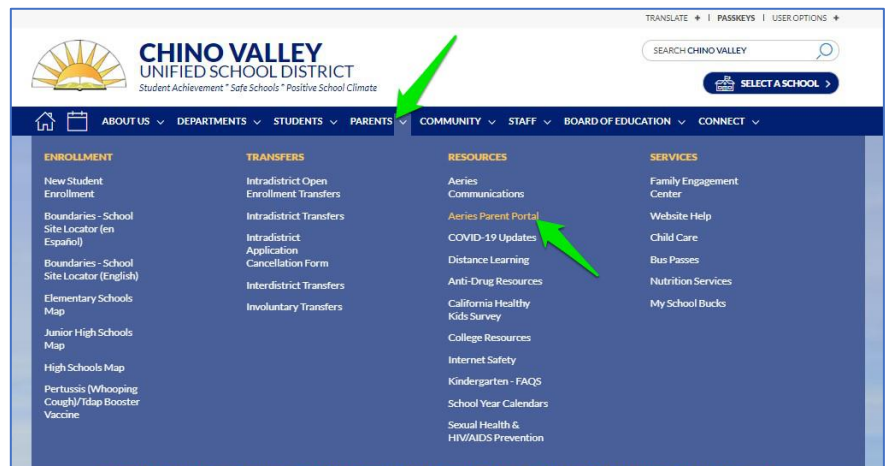 TRANSLATE + | PASSKEYS | USER OPTIONS +
CHINO VALLEY
UNIFIED SCHOOL DISTRICT
Student Achievement * Safe Schools * Positive School Climate
SEARCH CHINO VALLEY
SELECT A SCHOOL >
ABOUT US DEPARTMENTS STUDENTS PARENTS COMMUNITY STAFF BOARD OF EDUCATION CONNECT
ENROLLMENT
New Student
Enrollment
Boundaries - School
Site Locator (en
Español)
Boundaries - School
Site Locator (English)
Elementary Schools
Map
Junior High Schools
Map
High Schools Map
Pertussis (Whooping
Cough)/Tdap Booster
Vaccine
TRANSFERS
Intradistrict Open
Enrollment Transfers
Intradistrict Transfers
Intradistrict
Application
Cancellation Form
Interdistrict Transfers
Involuntary Transfers
RESOURCES
Aeries
Communications
Aeries Parent Portal
COVID-19 Updates
Distance Learning
Anti-Drug Resources
California Healthy
Kids Survey
College Resources
Internet Safety
Kindergarten - FAQS
School Year Calendars
Sexual Health &
HIV/AIDS Prevention
SERVICES
Family Engagement
Center
Website Help
Child Care
Bus Passes
Nutrition Services
My School Bucks